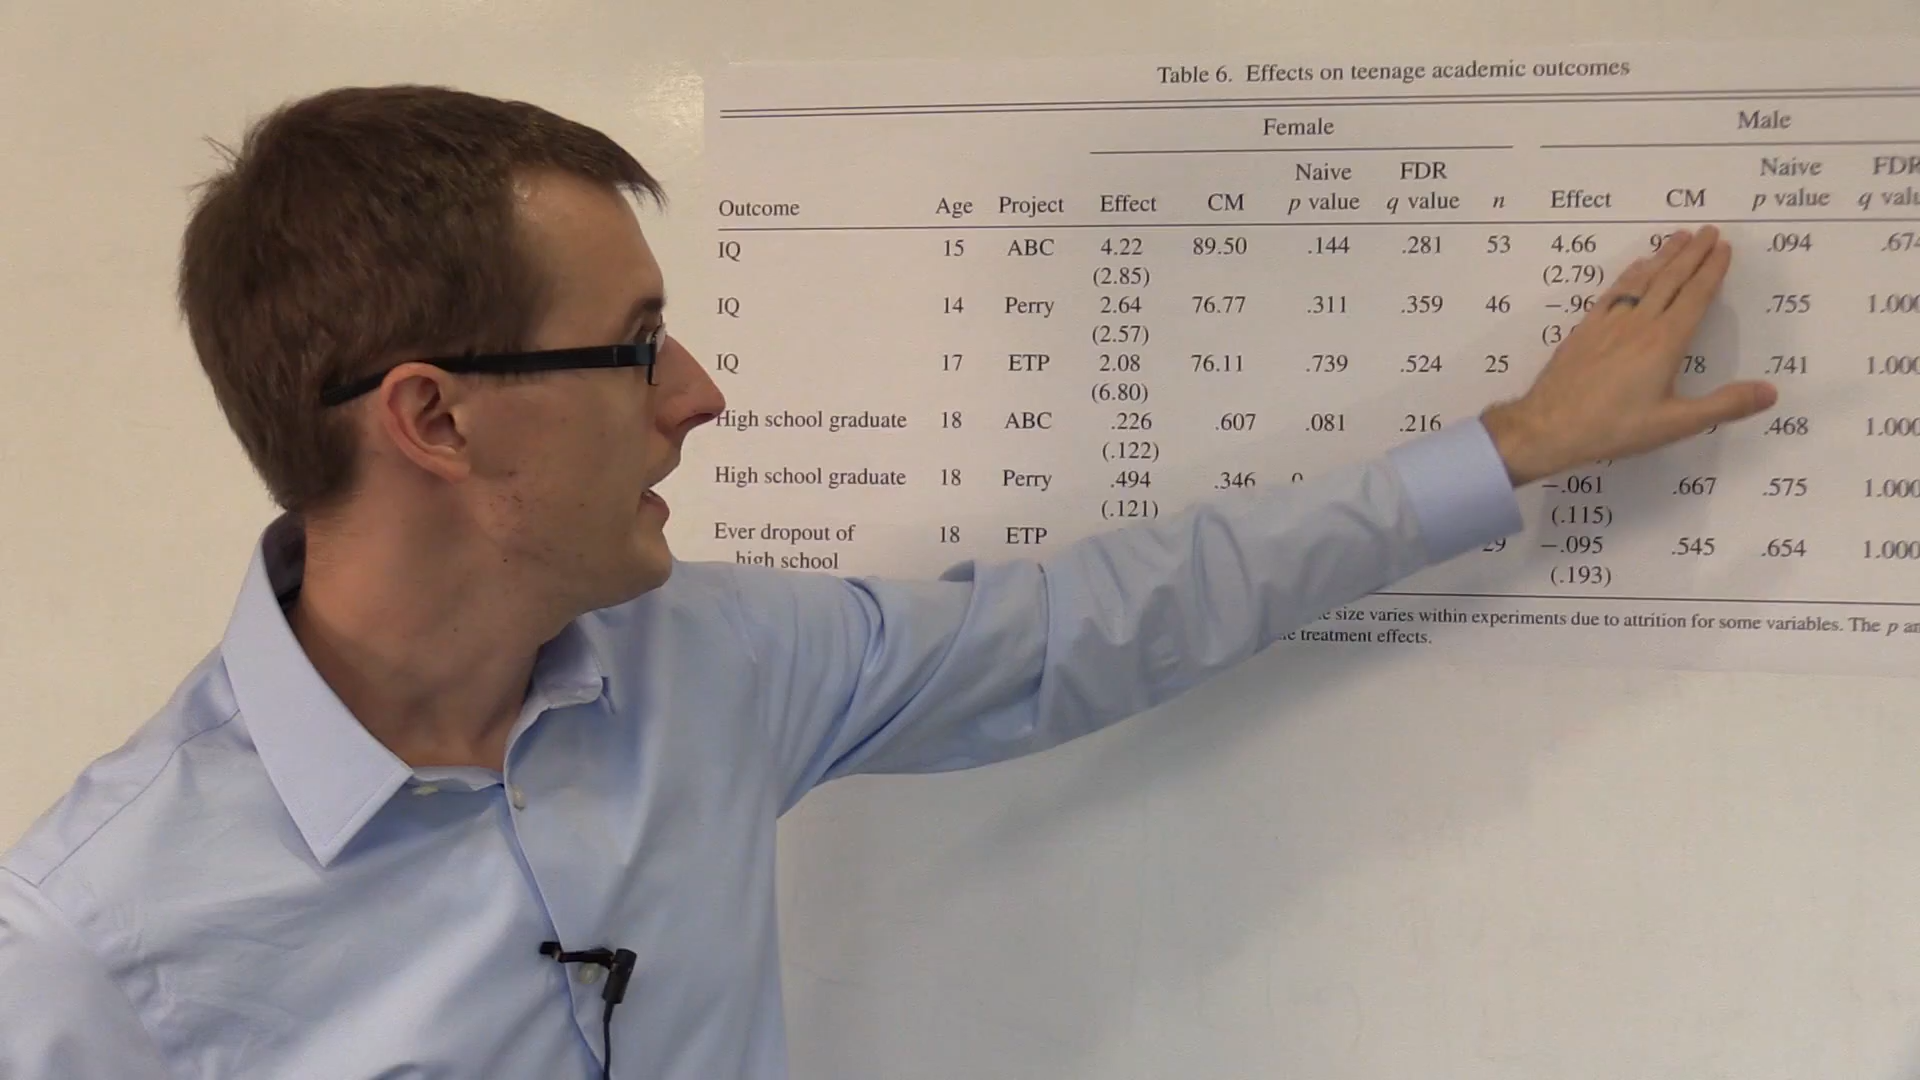 Table 6. Effects on teenage academic outcomes
Female Male
Naive FDR Naive FDR
Outcome Age Project Effect CM p value q value n Effect CM p value q
IQ 15 ABC 4.22 89.50 .144 .281 53 4.66 .094
(2.85) (2.79)
IQ 14 Perry 2.64 76.77 .311 .359 46 −.96 .755 1.000
(2.57)
IQ 17 ETP 2.08 76.11 .739 .524 25 .741 1.000
(6.80)
High school graduate 18 ABC .226 .607 .081 .216 .468 1.000
(.122)
High school graduate 18 Perry .494 .346 −.061 .667 .575 1.000
(.121) (.115)
Ever dropout of 18 ETP 29 −.095 .545 .654 1.000
high school (.193)
size varies within experiments due to attrition for some variables. The p
treatment effects.